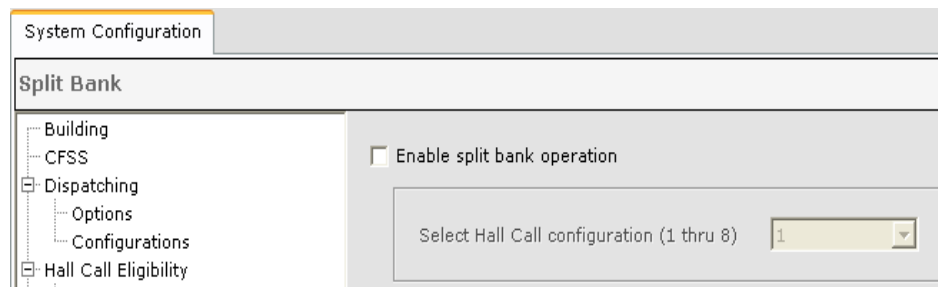 System Configuration
Split Bank
Building
CFSS
Dispatching
Options
Configurations
Hall Call Eligibility
Enable split bank operation
Select Hall Call configuration (1 thru 8) 1